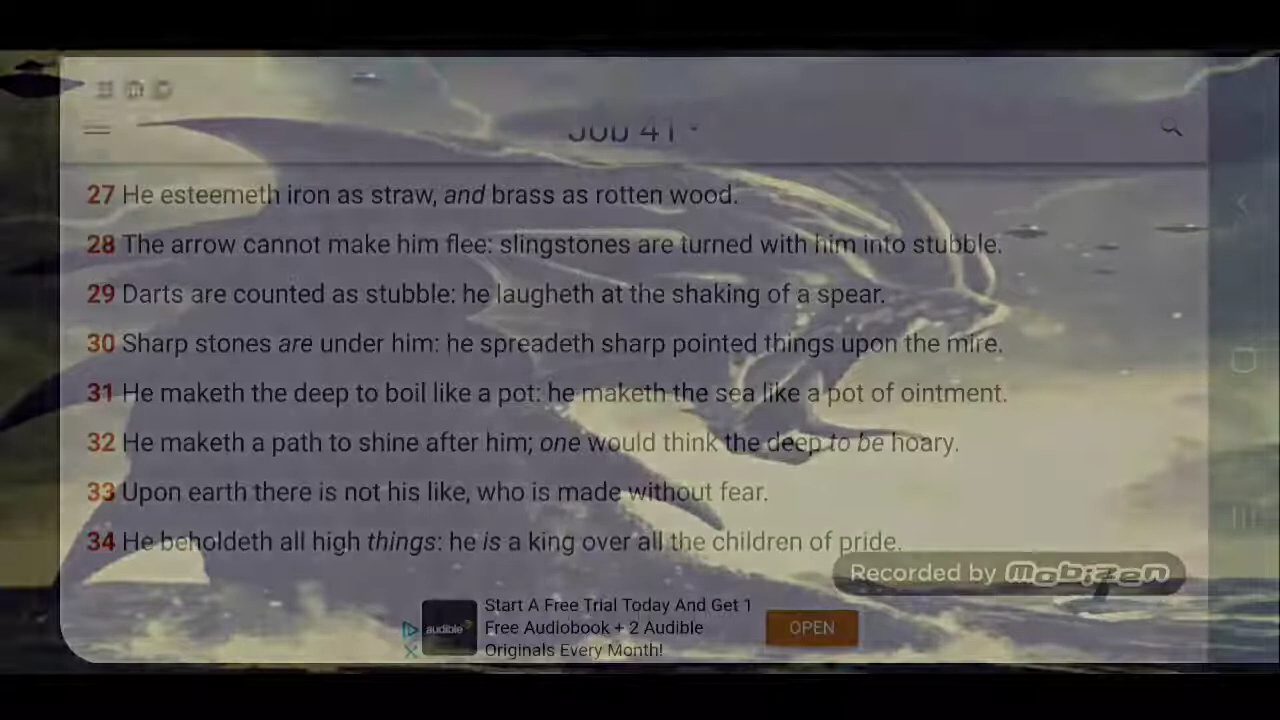 Job 41
27 He esteemeth iron as straw, and brass as rotten wood.
28 The arrow cannot make him flee: slingstones are turned with him into stubble.
29 Darts are counted as stubble: he laugheth at the shaking of a spear.
30 Sharp stones are under him: he spreadeth sharp pointed things upon the mire.
31 He maketh the deep to boil like a pot: he maketh the sea like a pot of ointment.
32 He maketh a path to shine after him; one would think the deep to be hoary.
33 Upon earth there is not his like, who is made without fear.
34 He beholdeth all high things: he is a king over all the children of pride.
Recorded by mobizen
audible
Start A Free Trial Today And Get 1
Free Audiobook + 2 Audible
Originals Every Month!
OPEN